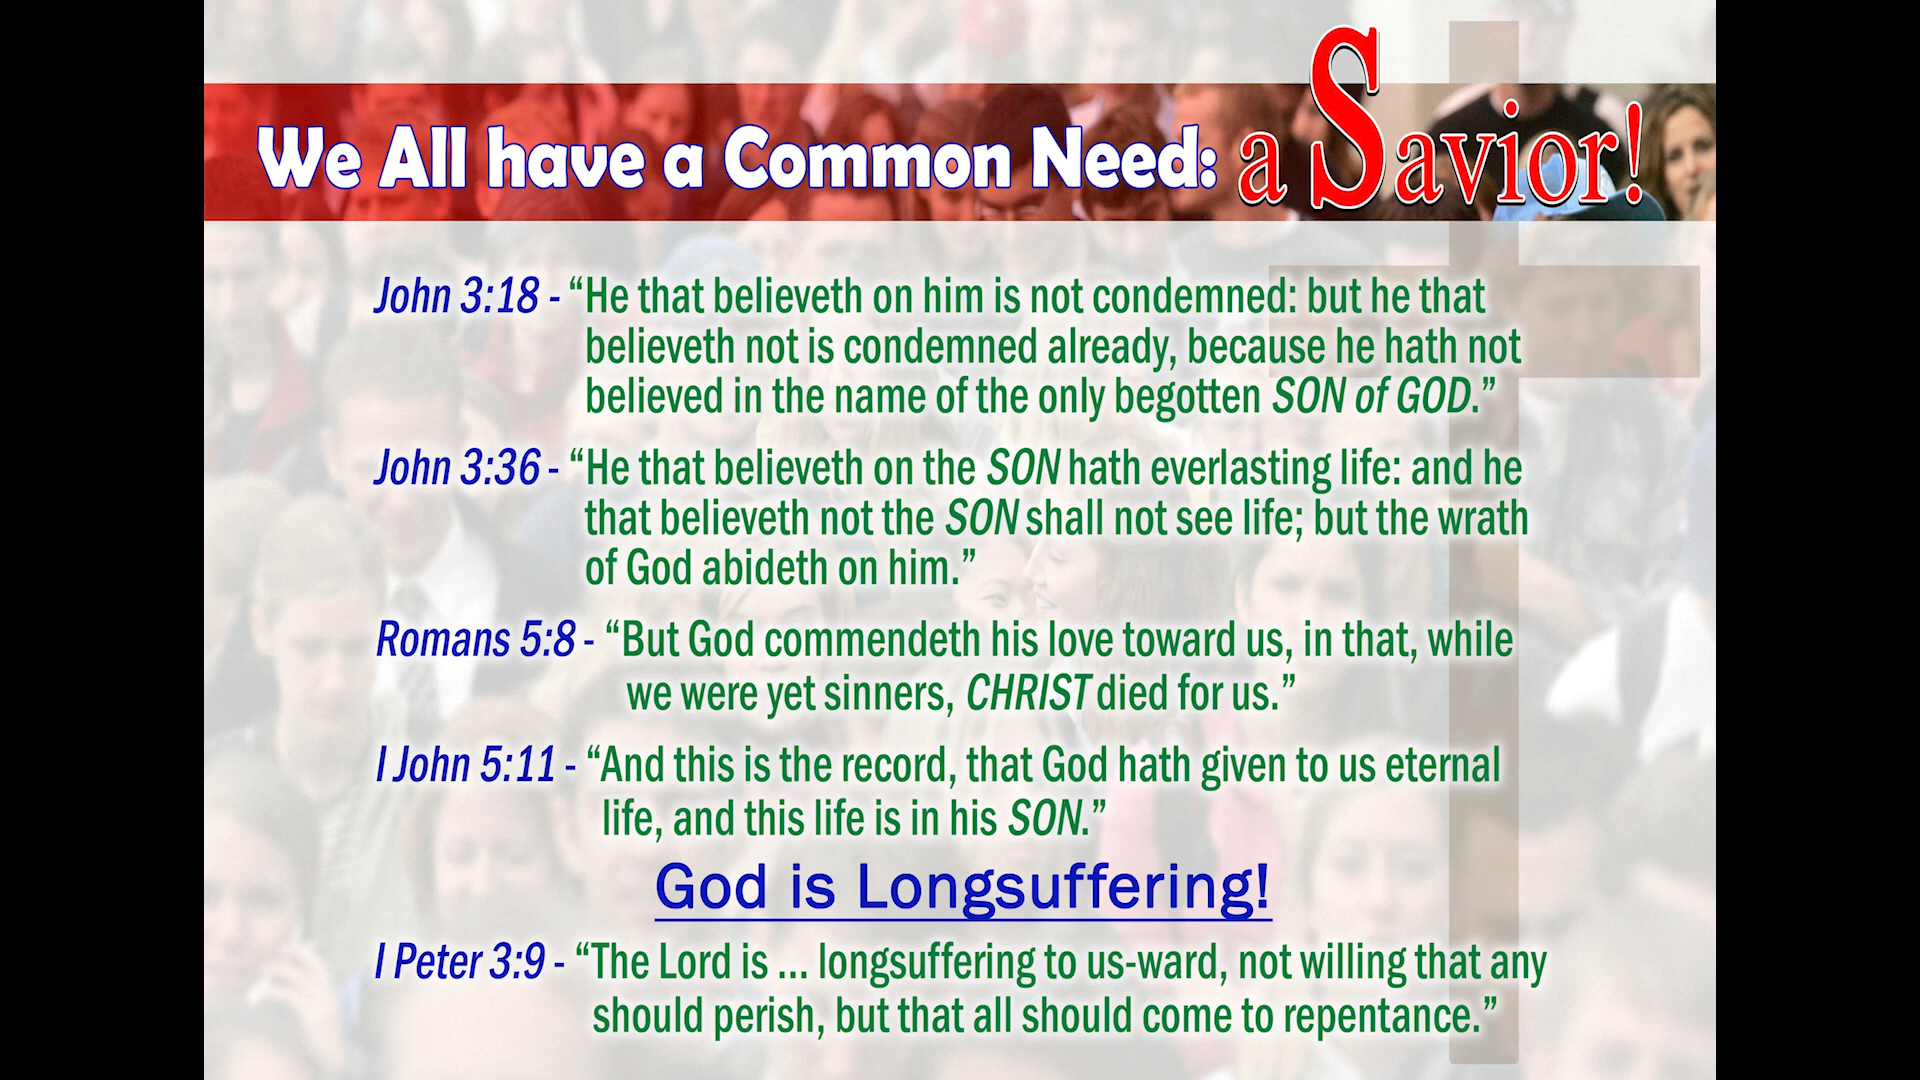 We All have a Common Need: a Savior!
John 3:18 - “He that believeth on him is not condemned: but he that
believeth not is condemned already, because he hath not
believed in the name of the only begotten SON of GOD.”
John 3:36 - “He that believeth on the SON hath everlasting life: and he
that believeth not the SON shall not see life; but the wrath
of God abideth on him.”
Romans 5:8 - “But God commendeth his love toward us, in that, while
we were yet sinners, CHRIST died for us.”
I John 5:11 - “And this is the record, that God hath given to us eternal
life, and this life is in his SON.”
God is Longsuffering!
I Peter 3:9 - “The Lord is ... longsuffering to us-ward, not willing that any
should perish, but that all should come to repentance.”